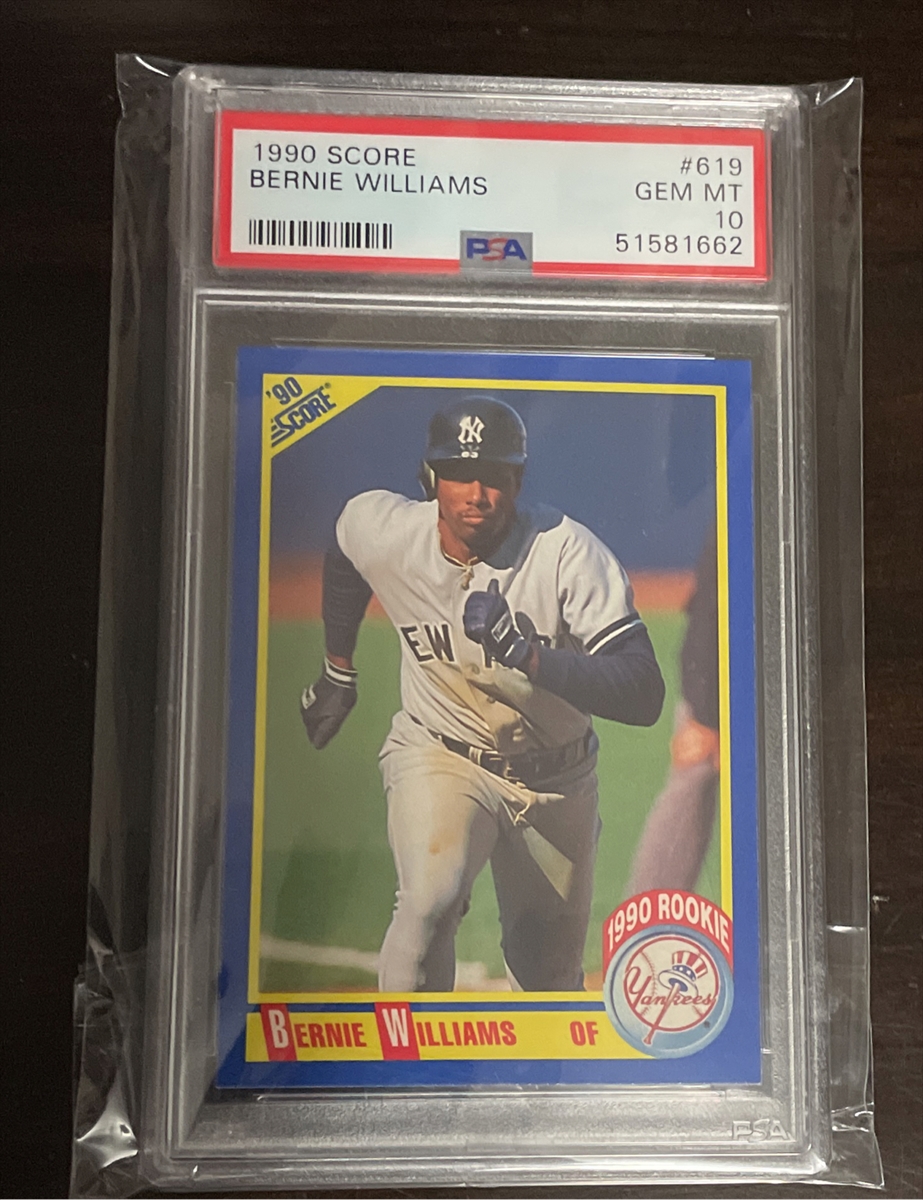 1990 SCORE
#619
BERNIE WILLIAMS
GEM MT
10
PSA
51581662
'90
SCORE®
NY
63
EW
1990 ROOKIE
Yankees
BERNIE WILLIAMS OF
PSA